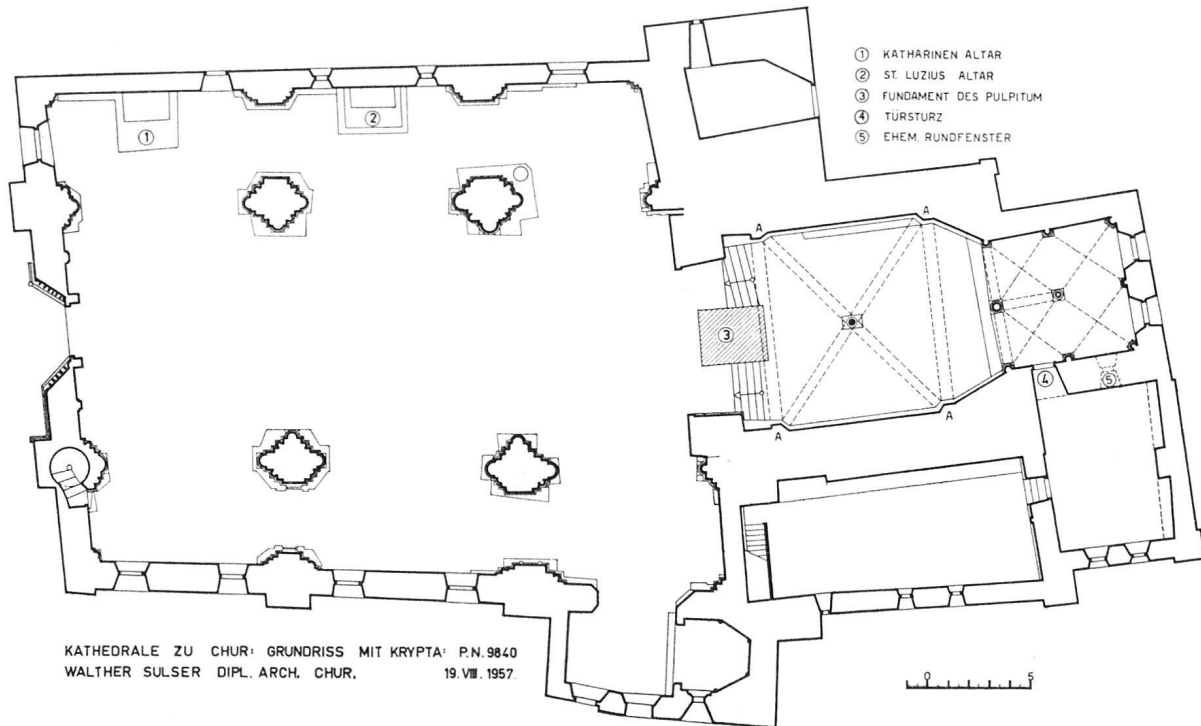 ① KATHARINEN ALTAR
② ST. LUZIUS ALTAR
③ FUNDAMENT DES PULPITUM
④ TÜRSTURZ
⑤ EHEM. RUNDFENSTER
①
②
A
A
③
④
⑤
A
A
KATHEDRALE ZU CHUR: GRUNDRISS MIT KRYPTA: P.N. 9840
WALTHER SULSER DIPL. ARCH. CHUR. 19. VIII. 1957.
0 5